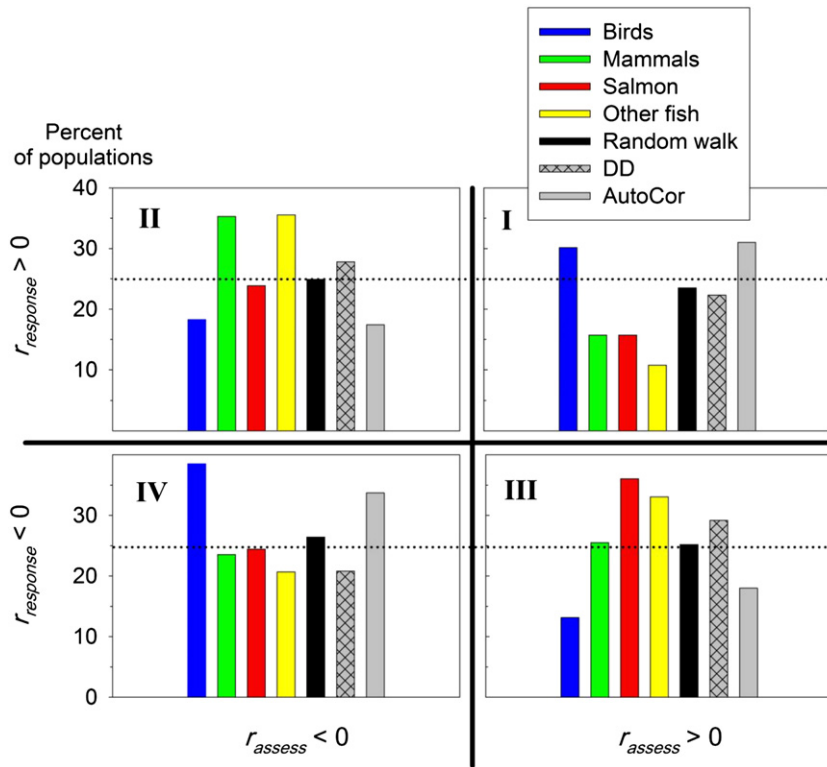 Birds
Mammals
Salmon
Other fish
Random walk
DD
AutoCor
Percent
of populations
40
30
20
10
r_response > 0
II
I
30
20
10
0
r_response < 0
IV
III
r_assess < 0
r_assess > 0